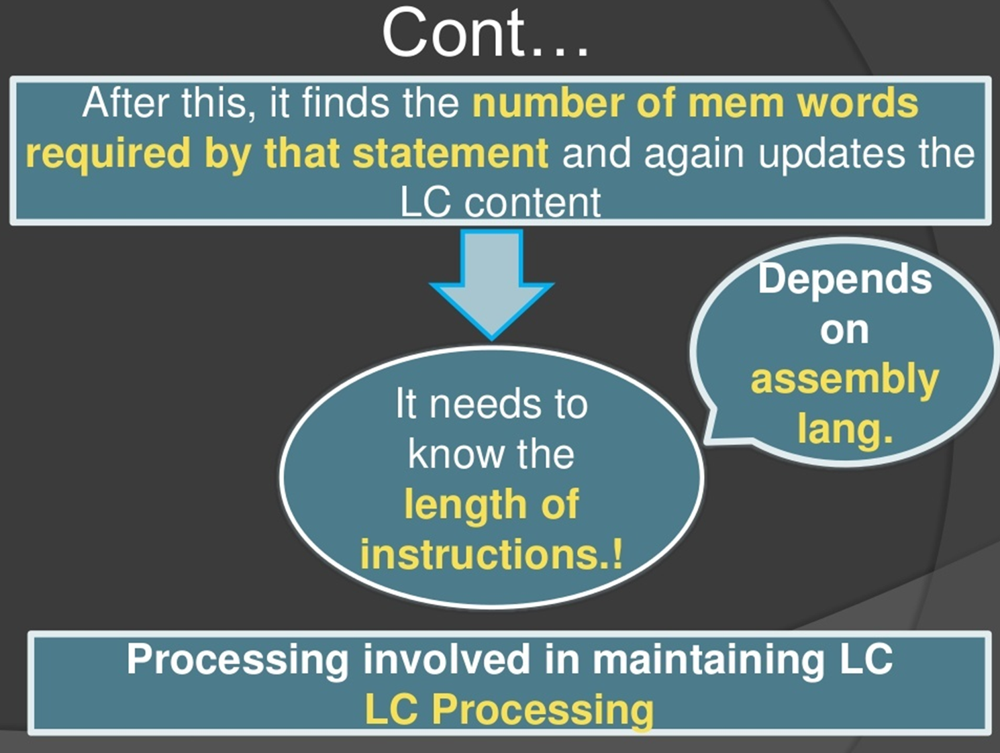 Cont...
After this, it finds the number of mem words
required by that statement and again updates the
LC content
Depends
on
assembly
lang.
It needs to
know the
length of
instructions.!
Processing involved in maintaining LC
LC Processing